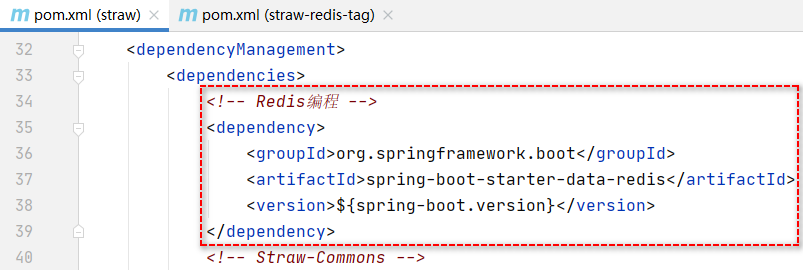 pom.xml (straw)
pom.xml (straw-redis-tag)
32 <dependencyManagement>
33 <dependencies>
34 <!-- Redis编程 -->
35 <dependency>
36 <groupId>org.springframework.boot</groupId>
37 <artifactId>spring-boot-starter-data-redis</artifactId>
38 <version>${spring-boot.version}</version>
39 </dependency>
40 <!-- Straw-Commons -->